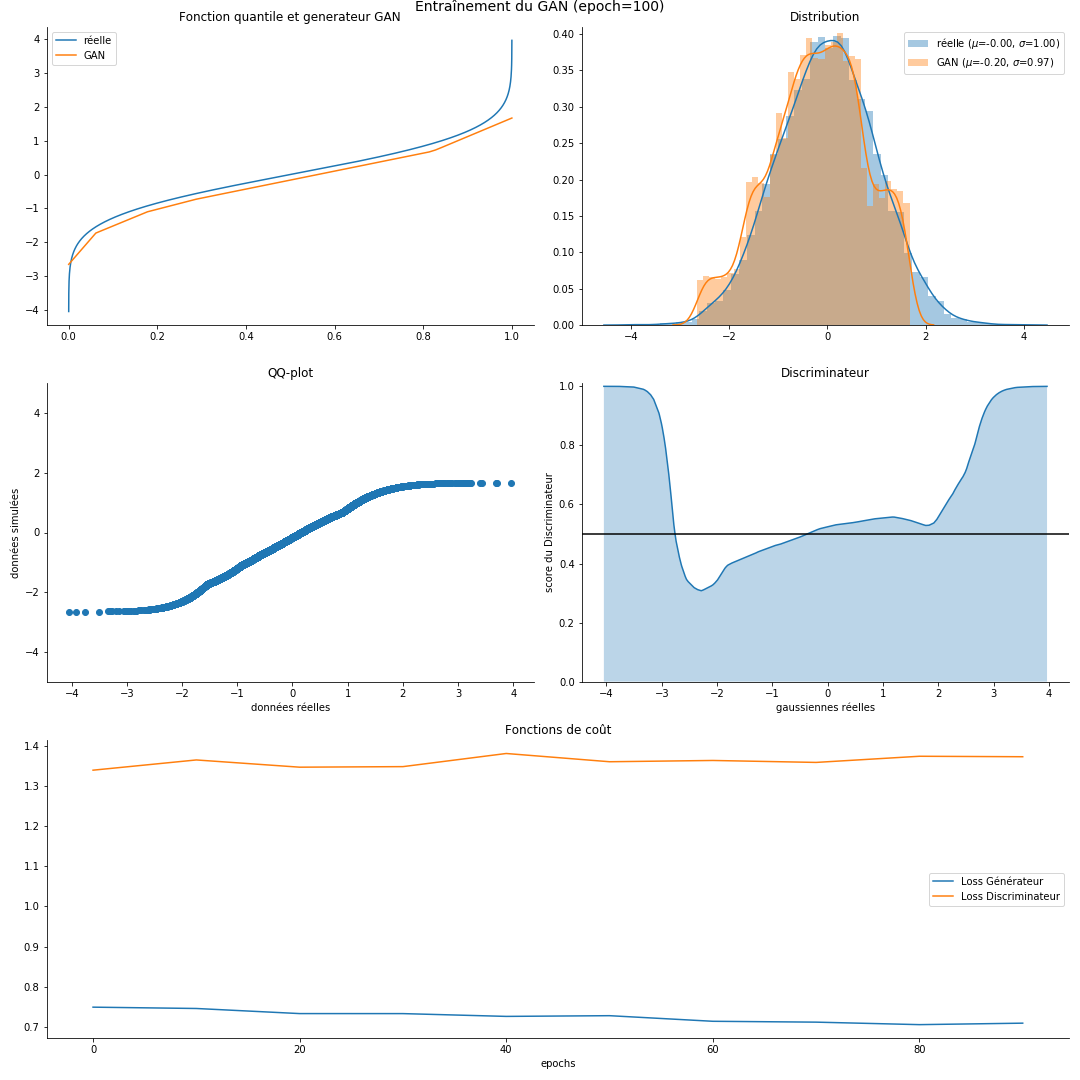 Entraînement du GAN (epoch=100)
Fonction quantile et generateur GAN
réelle
GAN
4
3
2
1
0
−1
−2
−3
−4
0.0 0.2 0.4 0.6 0.8 1.0
Distribution
réelle (μ=-0.00, σ=1.00)
GAN (μ=-0.20, σ=0.97)
0.40
0.35
0.30
0.25
0.20
0.15
0.10
0.05
0.00
−4 −2 0 2 4
QQ-plot
données simulées
4
2
0
−2
−4
−4 −3 −2 −1 0 1 2 3 4
données réelles
Discriminateur
score du Discriminateur
1.0
0.8
0.6
0.4
0.2
0.0
−4 −3 −2 −1 0 1 2 3 4
gaussiennes réelles
Fonctions de coût
1.4
1.3
1.2
1.1
1.0
0.9
0.8
0.7
Loss Générateur
Loss Discriminateur
0 20 40 60 80
epochs